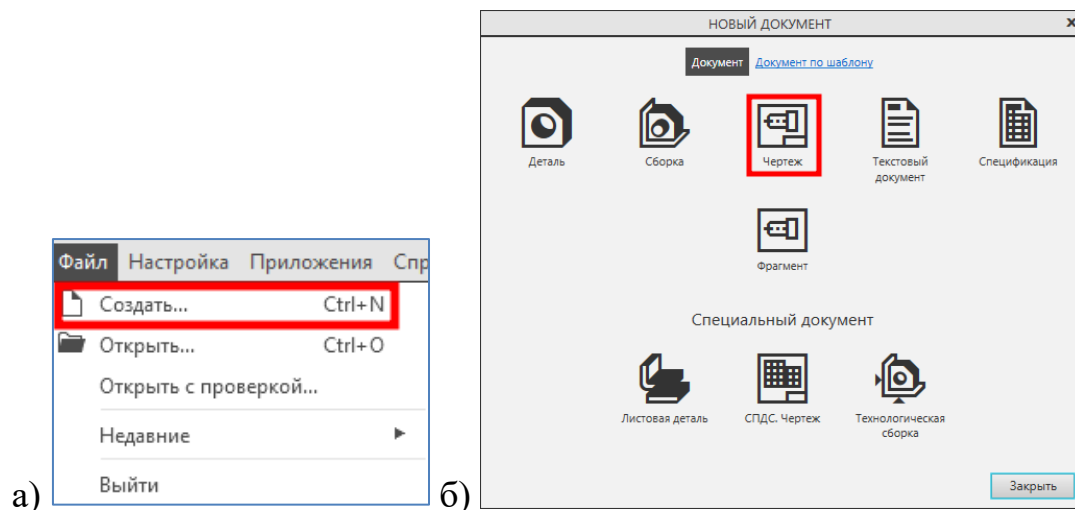 НОВЫЙ ДОКУМЕНТ x
Документ Документ по шаблону
Деталь Сборка Чертеж Текстовый документ Спецификация
Фрагмент
Специальный документ
Листовая деталь СПДС. Чертеж Технологическая сборка
Закрыть
Файл Настройка Приложения Спр
Создать... Ctrl+N
Открыть... Ctrl+O
Открыть с проверкой...
Недавние
Выйти
а) б)